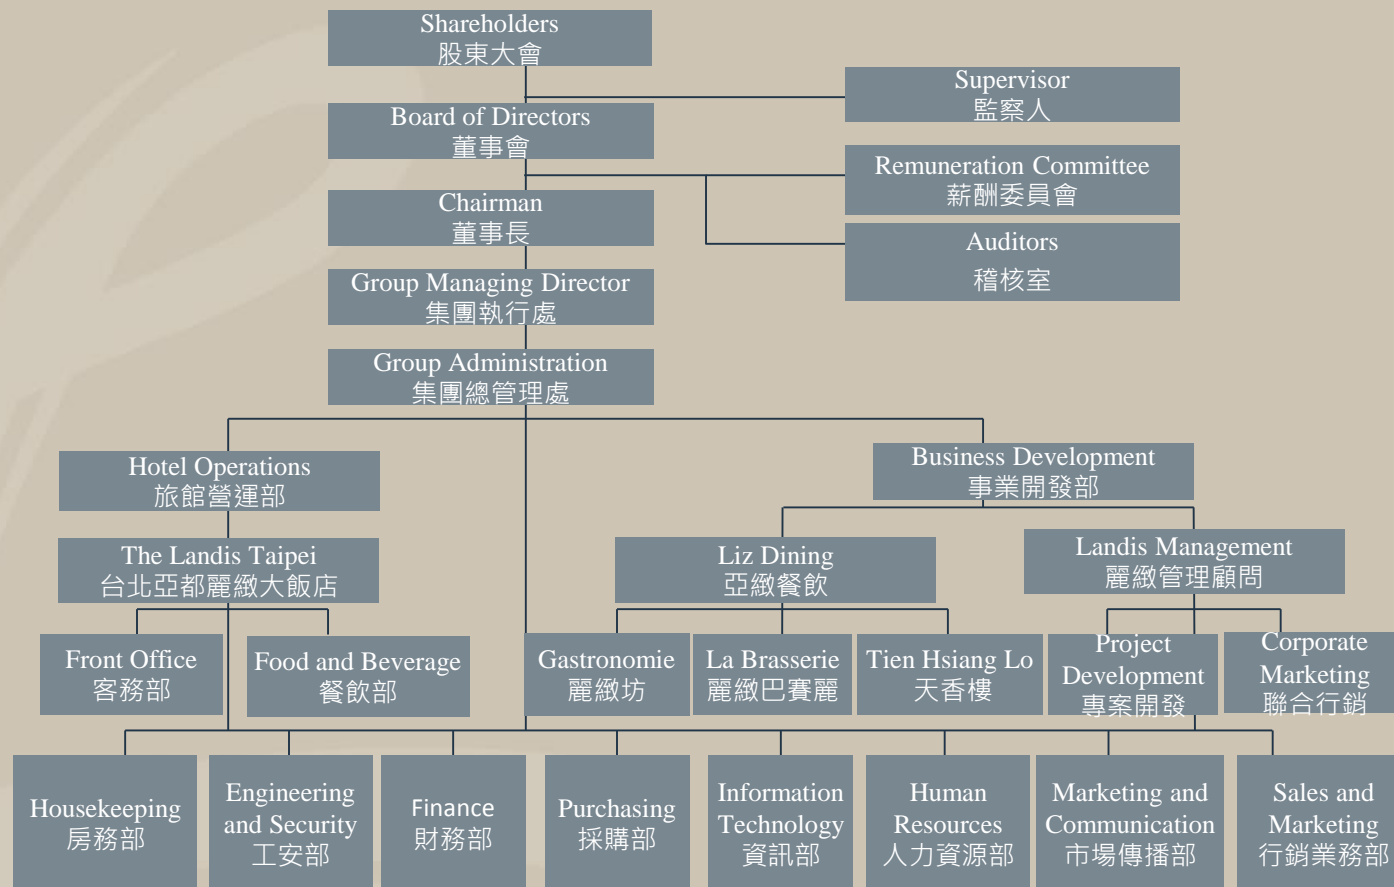 Shareholders
股東大會
Supervisor
監察人
Board of Directors
董事會
Remuneration Committee
薪酬委員會
Chairman
董事長
Auditors
稽核室
Group Managing Director
集團執行處
Group Administration
集團總管理處
Hotel Operations
旅館營運部
Business Development
事業開發部
The Landis Taipei
台北亞都麗緻大飯店
Liz Dining
亞緻餐飲
Landis Management
麗緻管理顧問
Front Office
客務部
Food and Beverage
餐飲部
Gastronomie
麗緻坊
La Brasserie
麗緻巴賽麗
Tien Hsiang Lo
天香樓
Project
Development
專案開發
Corporate
Marketing
聯合行銷
Housekeeping
房務部
Engineering
and Security
工安部
Finance
財務部
Purchasing
採購部
Information
Technology
資訊部
Human
Resources
人力資源部
Marketing and
Communication
市場傳播部
Sales and
Marketing
行銷業務部